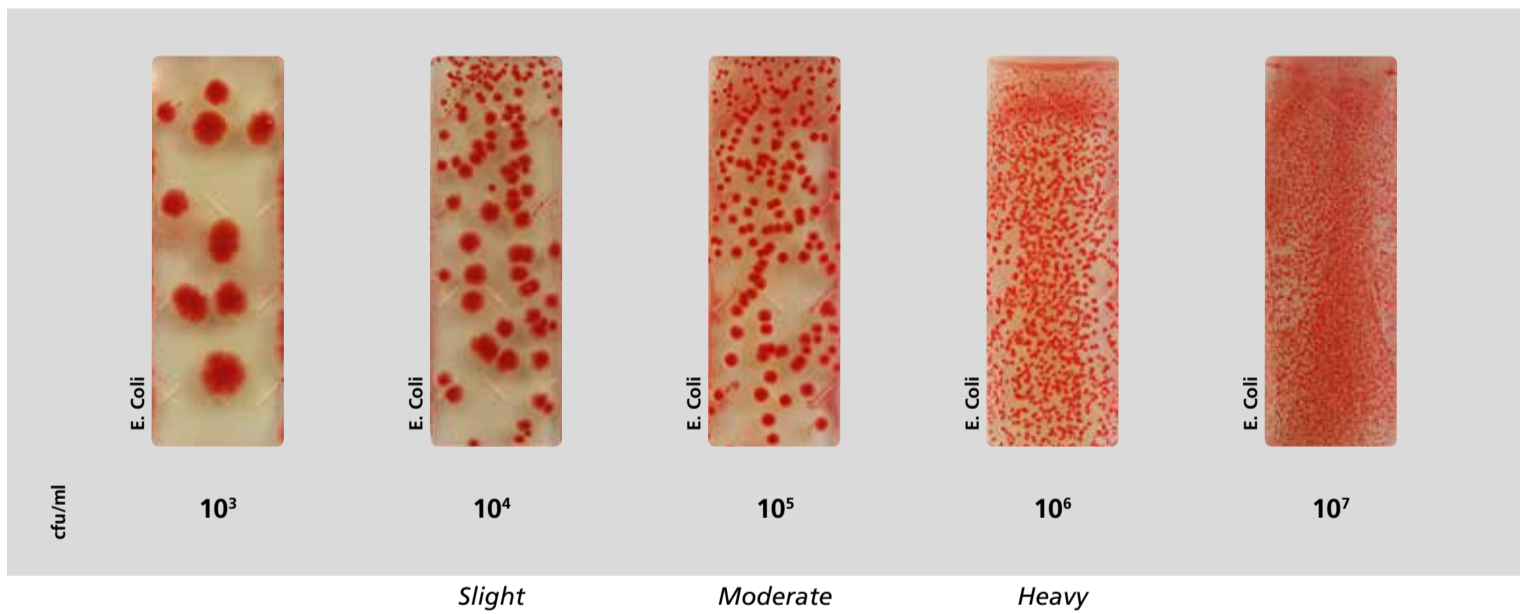 E. Coli
E. Coli
E. Coli
E. Coli
E. Coli
cfu/ml
10³
10⁴
10⁵
10⁶
10⁷
Slight
Moderate
Heavy